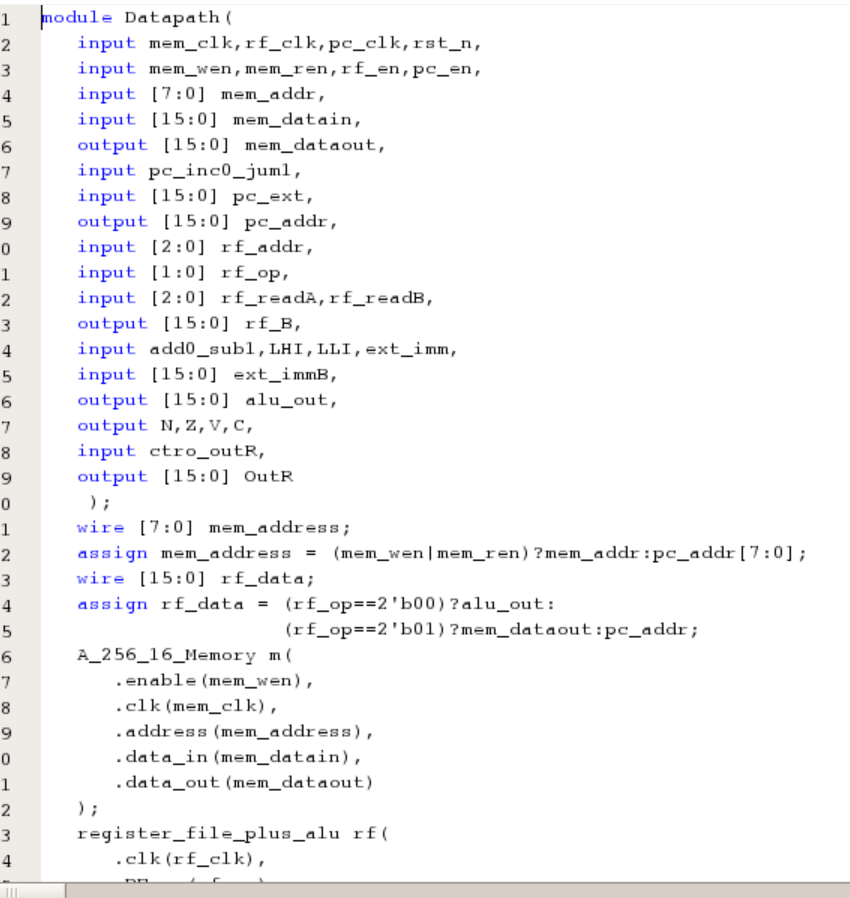 1 module Datapath(
2 input mem_clk,rf_clk,pc_clk,rst_n,
3 input mem_wen,mem_ren,rf_en,pc_en,
4 input [7:0] mem_addr,
5 input [15:0] mem_datain,
6 output [15:0] mem_dataout,
7 input pc_inc0_jum1,
8 input [15:0] pc_ext,
9 output [15:0] pc_addr,
0 input [2:0] rf_addr,
1 input [1:0] rf_op,
2 input [2:0] rf_readA,rf_readB,
3 output [15:0] rf_B,
4 input add0_sub1,LHI,LLI,ext_imm,
5 input [15:0] ext_immB,
6 output [15:0] alu_out,
7 output N,Z,V,C,
8 input ctro_outR,
9 output [15:0] OutR
0 );
1 wire [7:0] mem_address;
2 assign mem_address = (mem_wen|mem_ren)?mem_addr:pc_addr[7:0];
3 wire [15:0] rf_data;
4 assign rf_data = (rf_op==2'b00)?alu_out:
5 (rf_op==2'b01)?mem_dataout:pc_addr;
6 A_256_16_Memory m(
7 .enable(mem_wen),
8 .clk(mem_clk),
9 .address(mem_address),
0 .data_in(mem_datain),
1 .data_out(mem_dataout)
2 );
3 register_file_plus_alu rf(
4 .clk(rf_clk),